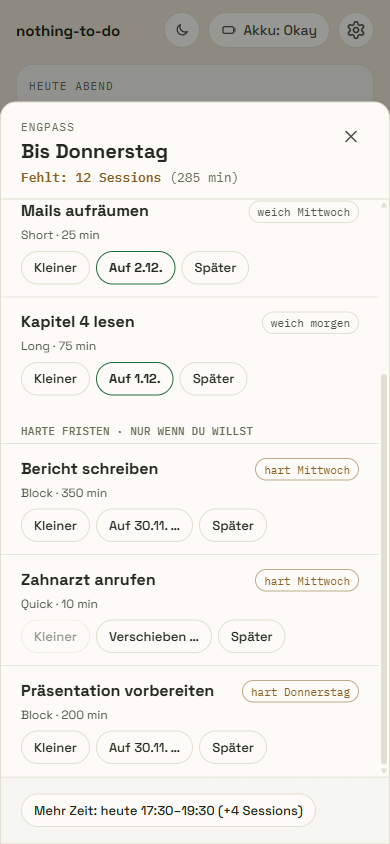 nothing-to-do
Akku: Okay
HEUTE ABEND
ENGPASS
Bis Donnerstag
Fehlt: 12 Sessions (285 min)
Mails aufräumen
weich Mittwoch
Short · 25 min
Kleiner
Auf 2.12.
Später
Kapitel 4 lesen
weich morgen
Long · 75 min
Kleiner
Auf 1.12.
Später
HARTE FRISTEN · NUR WENN DU WILLST
Bericht schreiben
hart Mittwoch
Block · 350 min
Kleiner
Auf 30.11. …
Später
Zahnarzt anrufen
hart Mittwoch
Quick · 10 min
Kleiner
Verschieben …
Später
Präsentation vorbereiten
hart Donnerstag
Block · 200 min
Kleiner
Auf 30.11. …
Später
Mehr Zeit: heute 17:30–19:30 (+4 Sessions)